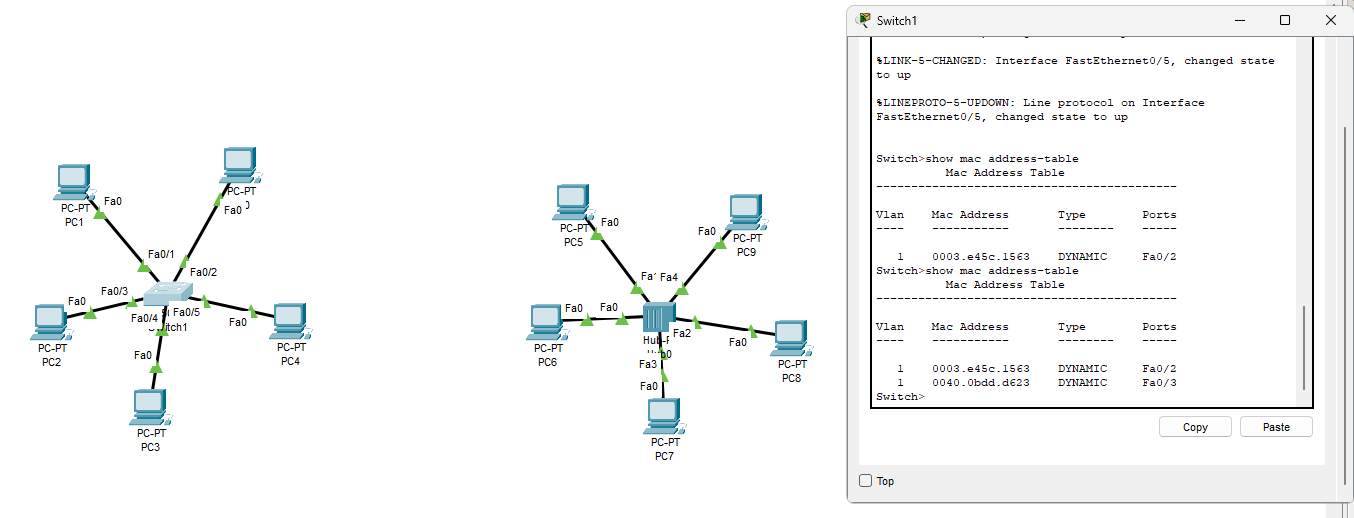 Fa0
PC-PT
PC1
PC-PT
Fa0
Fa0/1
Fa0/2
Fa0/3
Fa0/4
Fa0/5
Fa0
PC-PT
PC2
Fa0
PC-PT
PC4
Fa0
PC-PT
PC3
Fa0
PC-PT
PC5
Fa0
PC-PT
PC9
Fa4
Fa0
Fa0
PC-PT
PC6
Fa2
Fa0
PC-PT
PC8
Fa3
Fa0
PC-PT
PC7
Switch1
%LINK-5-CHANGED: Interface FastEthernet0/5, changed state
to up
%LINEPROTO-5-UPDOWN: Line protocol on Interface
FastEthernet0/5, changed state to up
Switch>show mac address-table
Mac Address Table
-------------------------------------------
Vlan Mac Address Type Ports
---- ----------- -------- -----
1 0003.e45c.1563 DYNAMIC Fa0/2
Switch>show mac address-table
Mac Address Table
-------------------------------------------
Vlan Mac Address Type Ports
---- ----------- -------- -----
1 0003.e45c.1563 DYNAMIC Fa0/2
1 0040.0bdd.d623 DYNAMIC Fa0/3
Switch>
Copy Paste
Top